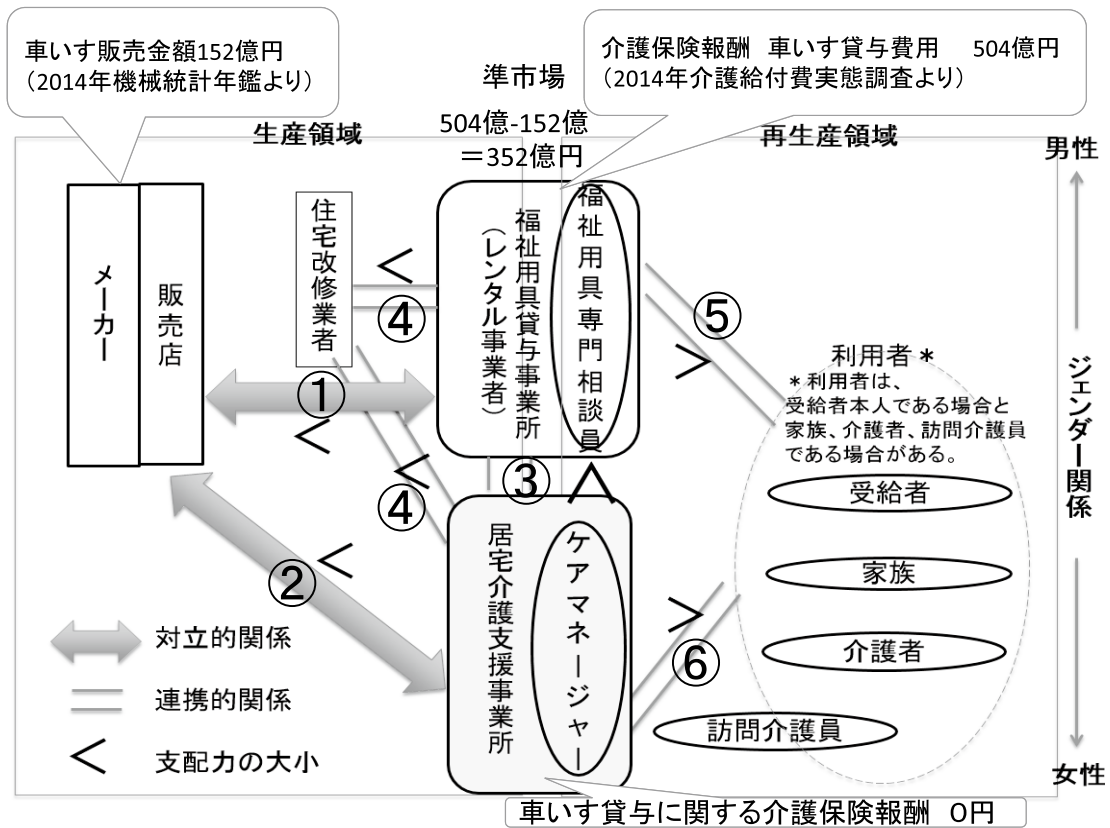 車いす販売金額152億円
（2014年機械統計年鑑より）
介護保険報酬　車いす貸与費用　504億円
（2014年介護給付費実態調査より）
準市場
504億-152億
＝352億円
生産領域
再生産領域
男性
メーカー
販売店
住宅改修業者
福祉用具貸与事業所
（レンタル事業者）
福祉用具専門相談員
＜
④
⑤
＞
①
＜
＜
④
③
＜
利用者＊
＊利用者は、
受給者本人である場合と
家族、介護者、訪問介護員
である場合がある。
ジェンダー関係
受給者
家族
介護者
訪問介護員
居宅介護支援事業所
ケアマネージャー
②
＜
＞
⑥
対立的関係
連携的関係
＜ 支配力の大小
女性
車いす貸与に関する介護保険報酬　０円